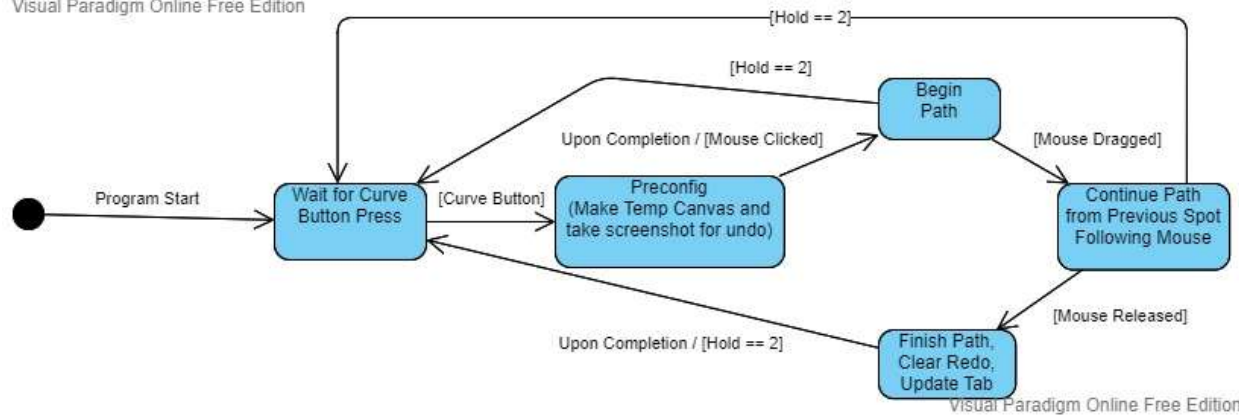 Visual Paradigm Online Free Edition
[Hold == 2]
[Hold == 2]
Begin
Path
Upon Completion / [Mouse Clicked]
[Mouse Dragged]
Program Start
Wait for Curve
Button Press
[Curve Button]
Preconfig
(Make Temp Canvas and
take screenshot for undo)
Continue Path
from Previous Spot
Following Mouse
[Mouse Released]
Upon Completion / [Hold == 2]
Finish Path,
Clear Redo,
Update Tab
Visual Paradigm Online Free Edition